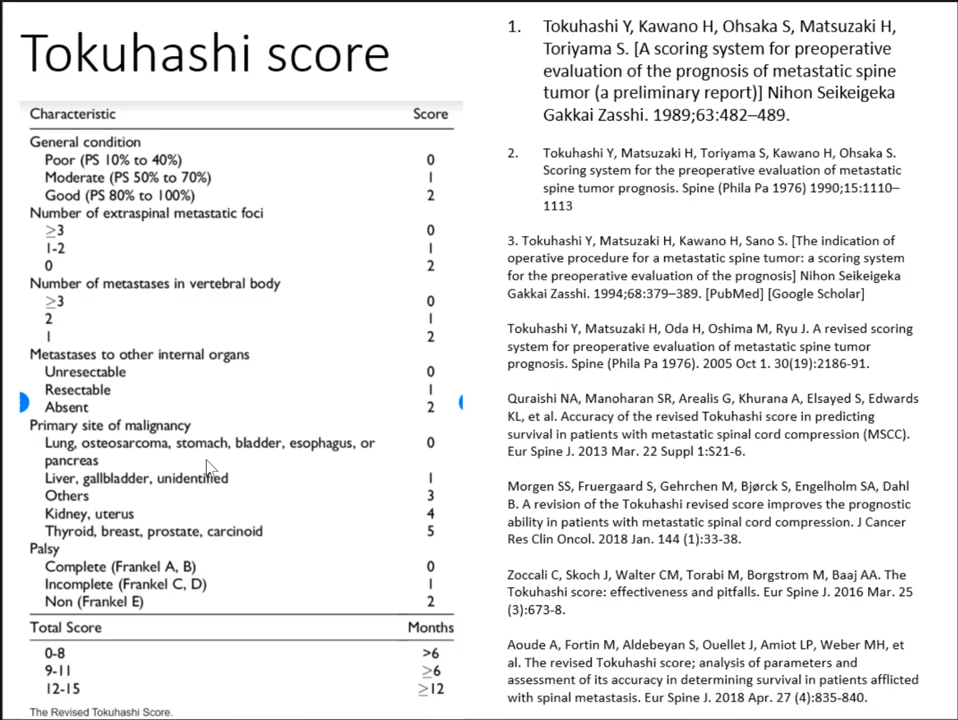 Tokuhashi score
Characteristic Score
General condition
Poor (PS 10% to 40%) 0
Moderate (PS 50% to 70%) 1
Good (PS 80% to 100%) 2
Number of extraspinal metastatic foci
≥3 0
1-2 1
0 2
Number of metastases in vertebral body
≥3 0
2 1
1 2
Metastases to other internal organs
Unresectable 0
Resectable 1
Absent 2
Primary site of malignancy
Lung, osteosarcoma, stomach, bladder, esophagus, or 0
pancreas
Liver, gallbladder, unidentified 1
Others 3
Kidney, uterus 4
Thyroid, breast, prostate, carcinoid 5
Palsy
Complete (Frankel A, B) 0
Incomplete (Frankel C, D) 1
Non (Frankel E) 2
Total Score Months
0-8 >6
9-11 ≥6
12-15 ≥12
The Revised Tokuhashi Score.
1. Tokuhashi Y, Kawano H, Ohsaka S, Matsuzaki H,
Toriyama S. [A scoring system for preoperative
evaluation of the prognosis of metastatic spine
tumor (a preliminary report)] Nihon Seikeigeka
Gakkai Zasshi. 1989;63:482–489.
2. Tokuhashi Y, Matsuzaki H, Toriyama S, Kawano H, Ohsaka S.
Scoring system for the preoperative evaluation of metastatic
spine tumor prognosis. Spine (Phila Pa 1976) 1990;15:1110–
1113
3. Tokuhashi Y, Matsuzaki H, Kawano H, Sano S. [The indication of
operative procedure for a metastatic spine tumor: a scoring system
for the preoperative evaluation of the prognosis] Nihon Seikeigeka
Gakkai Zasshi. 1994;68:379–389. [PubMed] [Google Scholar]
Tokuhashi Y, Matsuzaki H, Oda H, Oshima M, Ryu J. A revised scoring
system for preoperative evaluation of metastatic spine tumor
prognosis. Spine (Phila Pa 1976). 2005 Oct 1. 30(19):2186-91.
Quraishi NA, Manoharan SR, Arealis G, Khurana A, Elsayed S, Edwards
KL, et al. Accuracy of the revised Tokuhashi score in predicting
survival in patients with metastatic spinal cord compression (MSCC).
Eur Spine J. 2013 Mar. 22 Suppl 1:S21-6.
Morgen SS, Fruergaard S, Gehrchen M, Bjørck S, Engelholm SA, Dahl
B. A revision of the Tokuhashi revised score improves the prognostic
ability in patients with metastatic spinal cord compression. J Cancer
Res Clin Oncol. 2018 Jan. 144 (1):33-38.
Zoccali C, Skoch J, Walter CM, Torabi M, Borgstrom M, Baaj AA. The
Tokuhashi score: effectiveness and pitfalls. Eur Spine J. 2016 Mar. 25
(3):673-8.
Aoude A, Fortin M, Aldebeyan S, Ouellet J, Amiot LP, Weber MH, et
al. The revised Tokuhashi score; analysis of parameters and
assessment of its accuracy in determining survival in patients afflicted
with spinal metastasis. Eur Spine J. 2018 Apr. 27 (4):835-840.